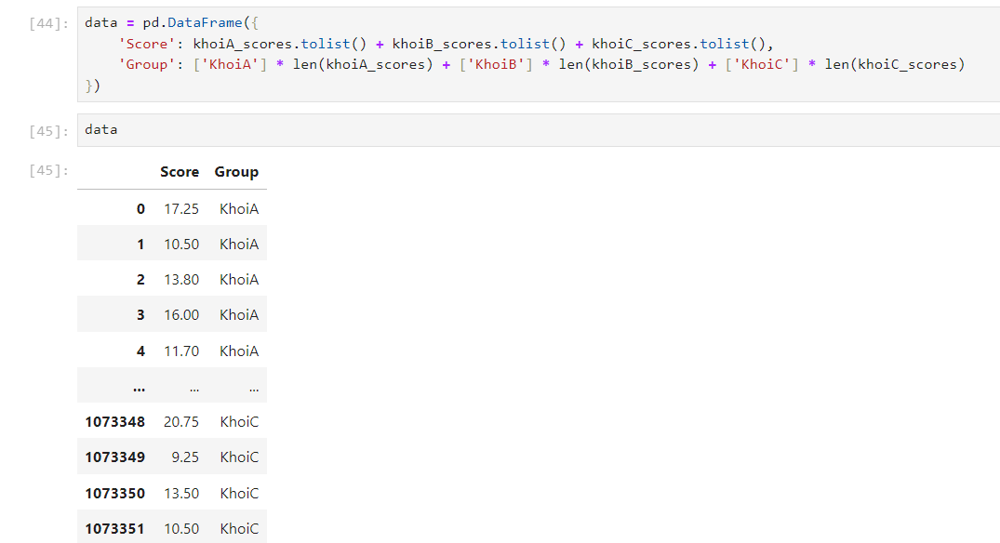 [44]: data = pd.DataFrame({
'Score': khoiA_scores.tolist() + khoiB_scores.tolist() + khoiC_scores.tolist(),
'Group': ['KhoiA'] * len(khoiA_scores) + ['KhoiB'] * len(khoiB_scores) + ['KhoiC'] * len(khoiC_scores)
})
[45]: data
[45]:
Score Group
0 17.25 KhoiA
1 10.50 KhoiA
2 13.80 KhoiA
3 16.00 KhoiA
4 11.70 KhoiA
... ... ...
1073348 20.75 KhoiC
1073349 9.25 KhoiC
1073350 13.50 KhoiC
1073351 10.50 KhoiC